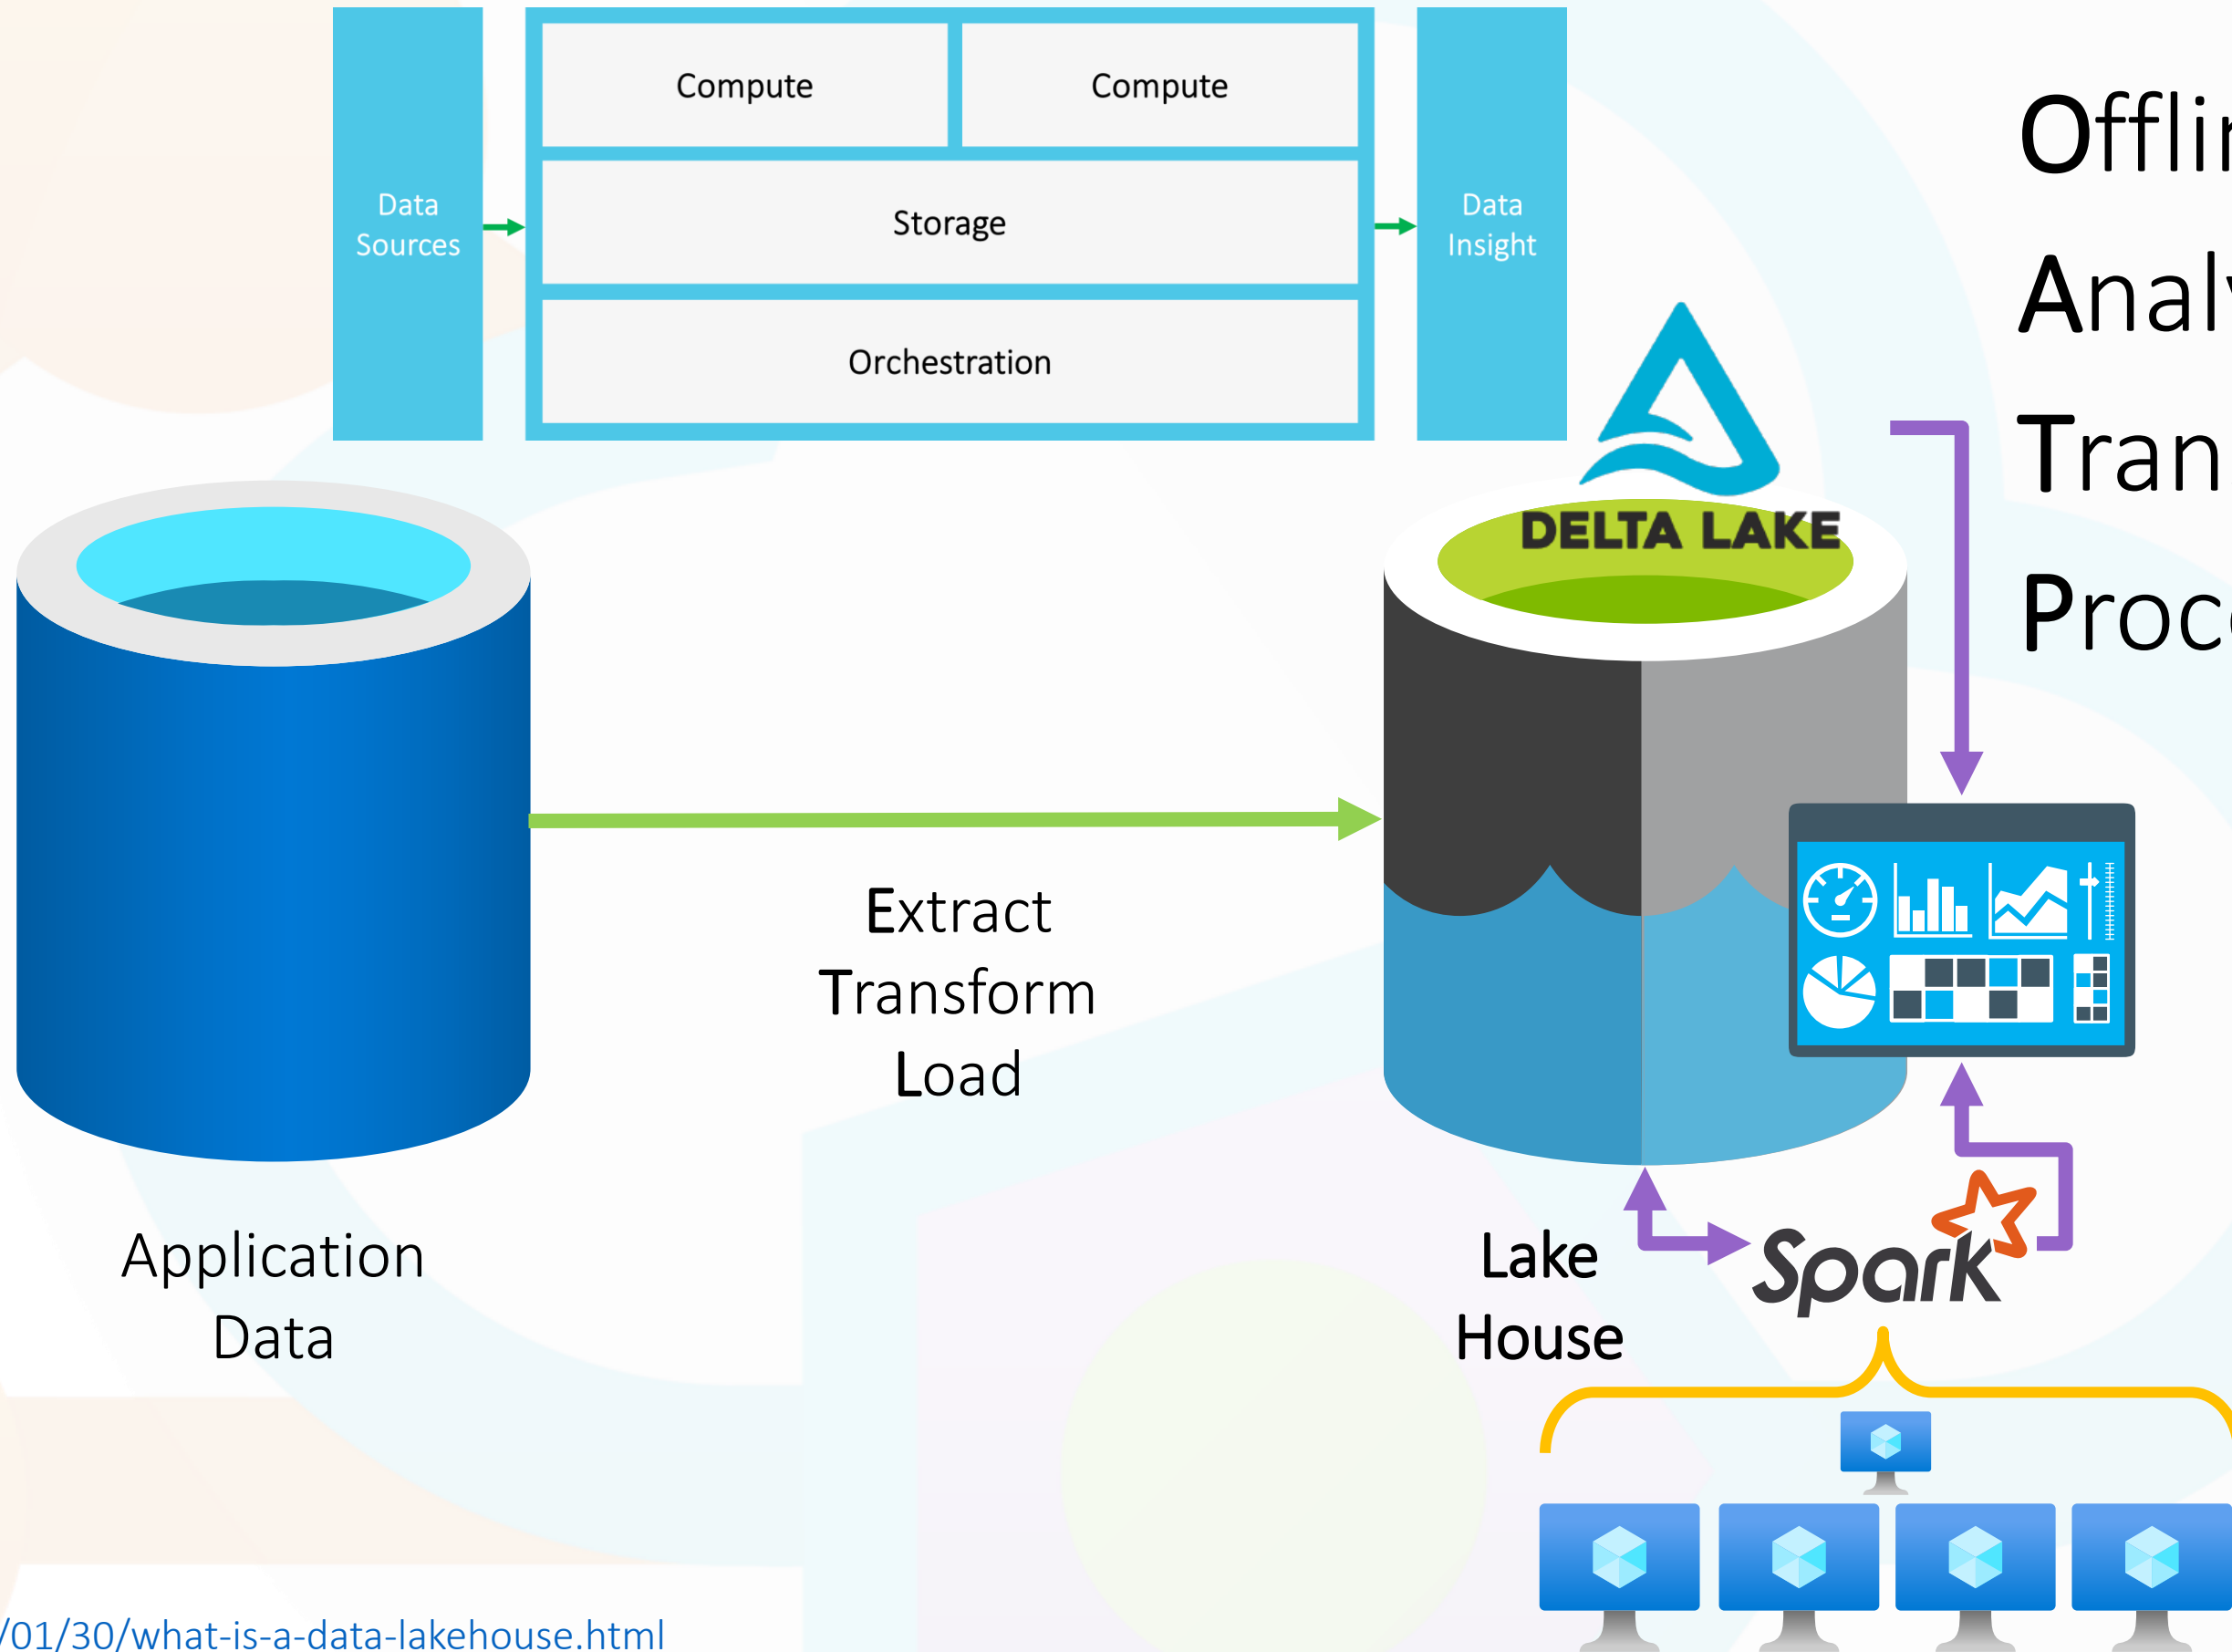 Compute
Compute
Data
Sources
Storage
Data
Insight
Orchestration
DELTA LAKE
Extract
Transform
Load
Application
Data
Lake
House
Spark
/01/30/what-is-a-data-lakehouse.html